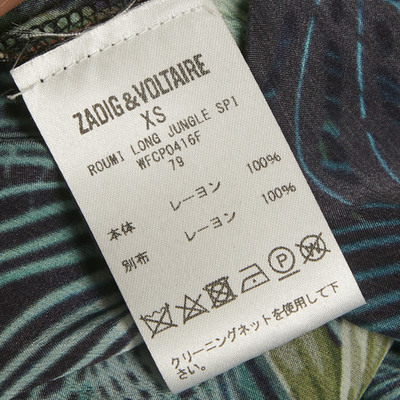 ZADIG&VOLTAIRE
XS
ROUMI LONG JUNGLE SPI
WFCP0416F
79
本体 レーヨン 100%
別布 レーヨン 100%
クリーニングネットを使用して下
さい。